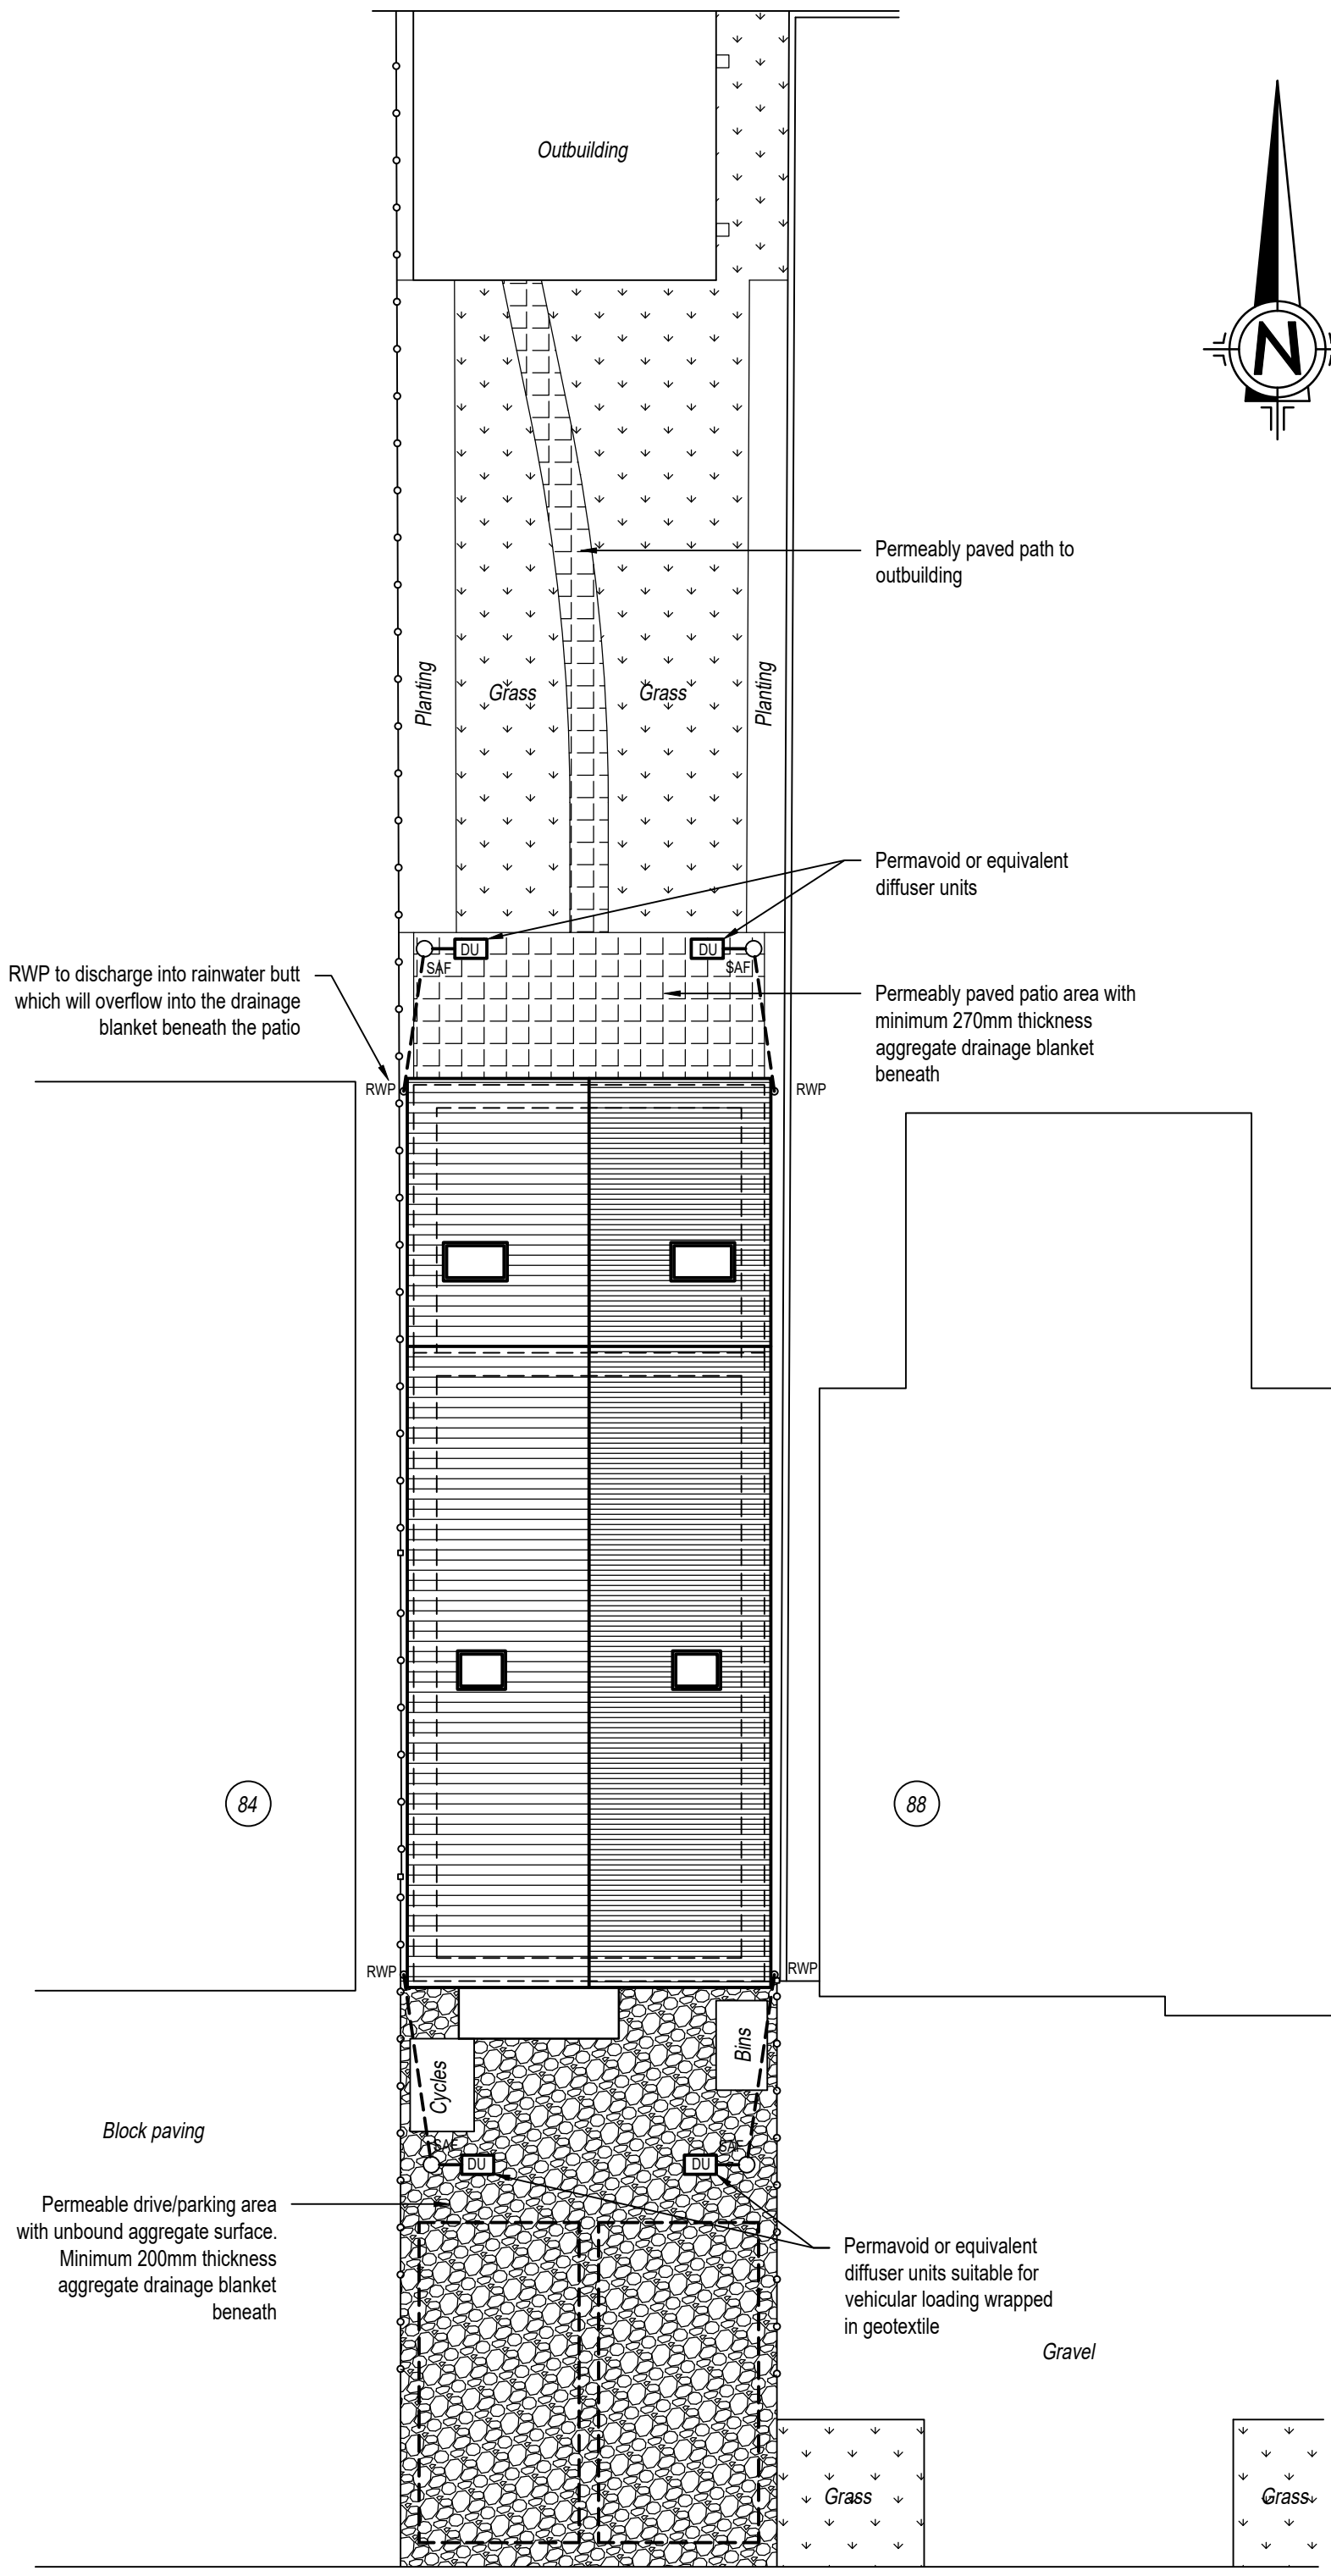 Outbuilding
N
Permeably paved path to
outbuilding
Planting
Grass
Grass
Planting
Permavoid or equivalent
diffuser units
DU
DU
SAF
SAF
RWP to discharge into rainwater butt
which will overflow into the drainage
blanket beneath the patio
Permeably paved patio area with
minimum 270mm thickness
aggregate drainage blanket
beneath
RWP
RWP
84
88
RWP
RWP
Cycles
Bins
Block paving
SAF
SAF
DU
DU
Permeable drive/parking area
with unbound aggregate surface.
Minimum 200mm thickness
aggregate drainage blanket
beneath
Permavoid or equivalent
diffuser units suitable for
vehicular loading wrapped
in geotextile
Gravel
Grass
Grass